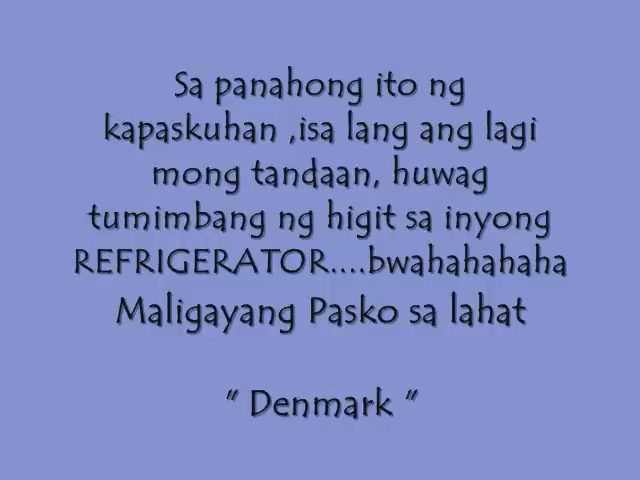 Sa panahong ito ng
kapaskuhan ,isa lang ang lagi
mong tandaan, huwag
tumimbang ng higit sa inyong
REFRIGERATOR....bwahahahaha
Maligayang Pasko sa lahat
" Denmark "